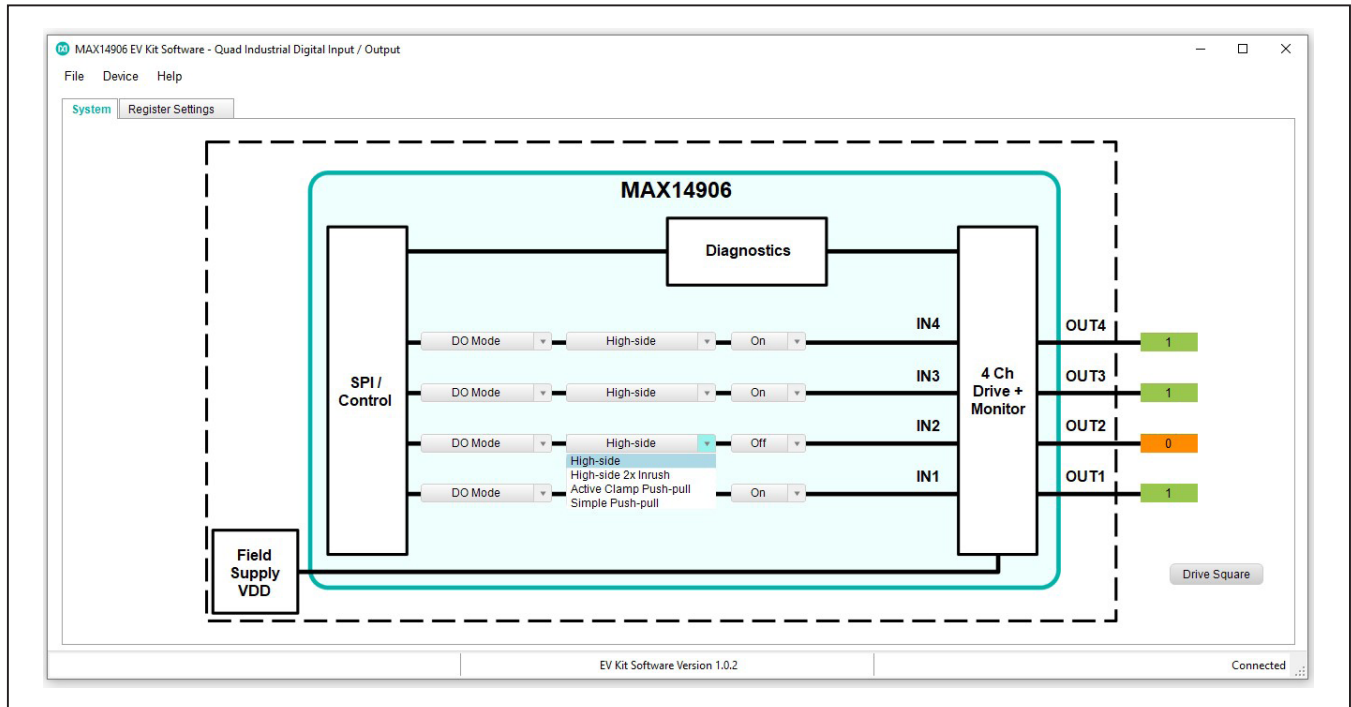 MAX14906 EV Kit Software - Quad Industrial Digital Input / Output
File Device Help
System Register Settings
MAX14906
Diagnostics
SPI /
Control
4 Ch
Drive +
Monitor
DO Mode High-side On IN4 OUT4 1
DO Mode High-side On IN3 OUT3 1
DO Mode High-side Off IN2 OUT2 0
High-side
High-side 2x Inrush
Active Clamp Push-pull
Simple Push-pull
DO Mode On IN1 OUT1 1
Field
Supply
VDD
Drive Square
EV Kit Software Version 1.0.2 Connected